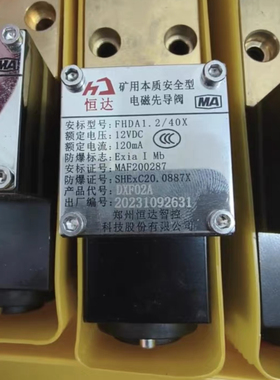 矿用本质安全型
电磁先导阀
恒达
MA
CCC
安标型号:FHDA1.2/40X
额定电压:12VDC
额定电流:120mA
防爆标志:Exia I Mb
安标证号:MAF200287
防爆证号:SHExC20.0887X
产品代号:DXF02A
出厂编号:20231092631
郑州恒达智控
科技股份有限公司
MA